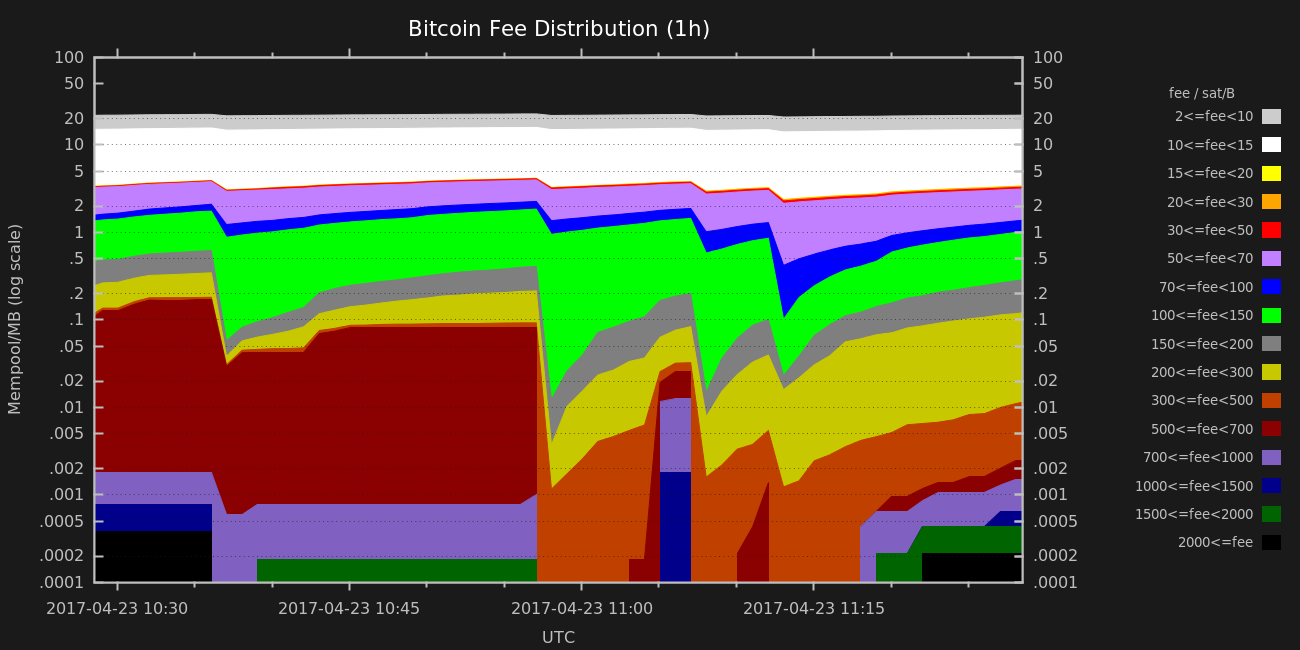 Bitcoin Fee Distribution (1h)
Mempool/MB (log scale)
100
50
20
10
5
2
1
.5
.2
.1
.05
.02
.01
.005
.002
.001
.0005
.0002
.0001
100
50
20
10
5
2
1
.5
.2
.1
.05
.02
.01
.005
.002
.001
.0005
.0002
.0001
fee / sat/B
2<=fee<10
10<=fee<15
15<=fee<20
20<=fee<30
30<=fee<50
50<=fee<70
70<=fee<100
100<=fee<150
150<=fee<200
200<=fee<300
300<=fee<500
500<=fee<700
700<=fee<1000
1000<=fee<1500
1500<=fee<2000
2000<=fee
2017-04-23 10:30 2017-04-23 10:45 2017-04-23 11:00 2017-04-23 11:15
UTC